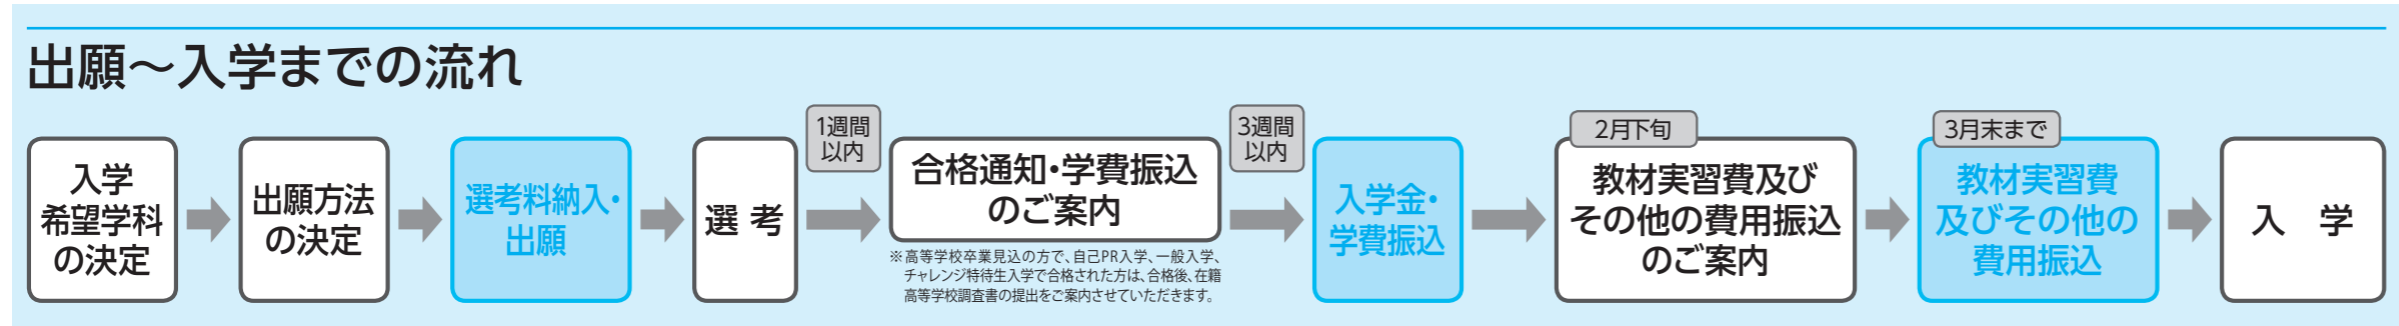 出願～入学までの流れ
入学
希望学科
の決定
出願方法
の決定
選考料納入・
出願
選 考
1週間
以内
合格通知・学費振込
のご案内
※高等学校卒業見込の方で、自己PR入学、一般入学、
チャレンジ特待生入学で合格された方は、合格後、在籍
高等学校調査書の提出をご案内させていただきます。
3週間
以内
入学金・
学費振込
2月下旬
教材実習費及び
その他の費用振込
のご案内
3月末まで
教材実習費
及びその他の
費用振込
入 学